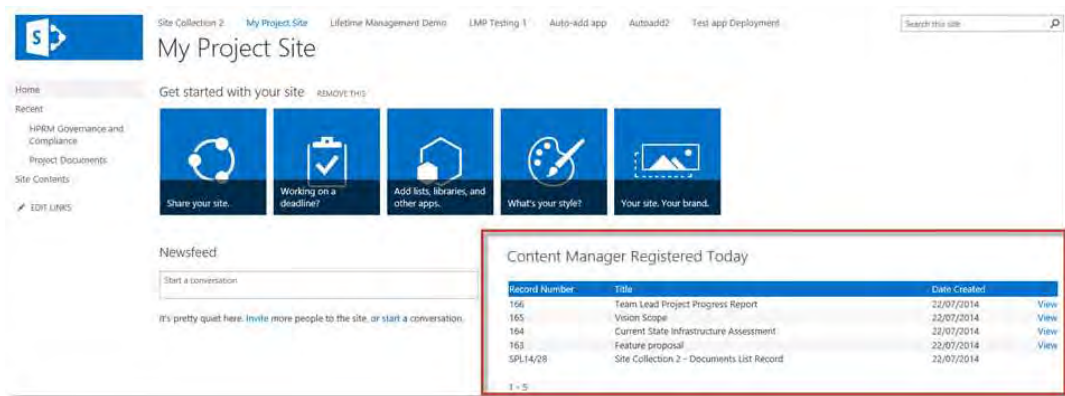 S
Site Collection 2 My Project Site Lifetime Management Demo LMP Testing 1 Auto-add app Autoadd2 Test app Deployment
Search this site
My Project Site
Home
Recent
HPRM Governance and
Compliance
Project Documents
Site Contents
EDIT LINKS
Get started with your site REMOVE THIS
Share your site.
Working on a
deadline?
Add lists, libraries, and
other apps.
What's your style?
Your site. Your brand.
Newsfeed
Start a conversation
It's pretty quiet here. Invite more people to the site, or start a conversation.
Content Manager Registered Today
Record Number Title Date Created
166 Team Lead Project Progress Report 22/07/2014 View
165 Vision Scope 22/07/2014 View
164 Current State Infrastructure Assessment 22/07/2014 View
163 Feature proposal 22/07/2014 View
SPL14/28 Site Collection 2 - Documents List Record 22/07/2014
1 - 5